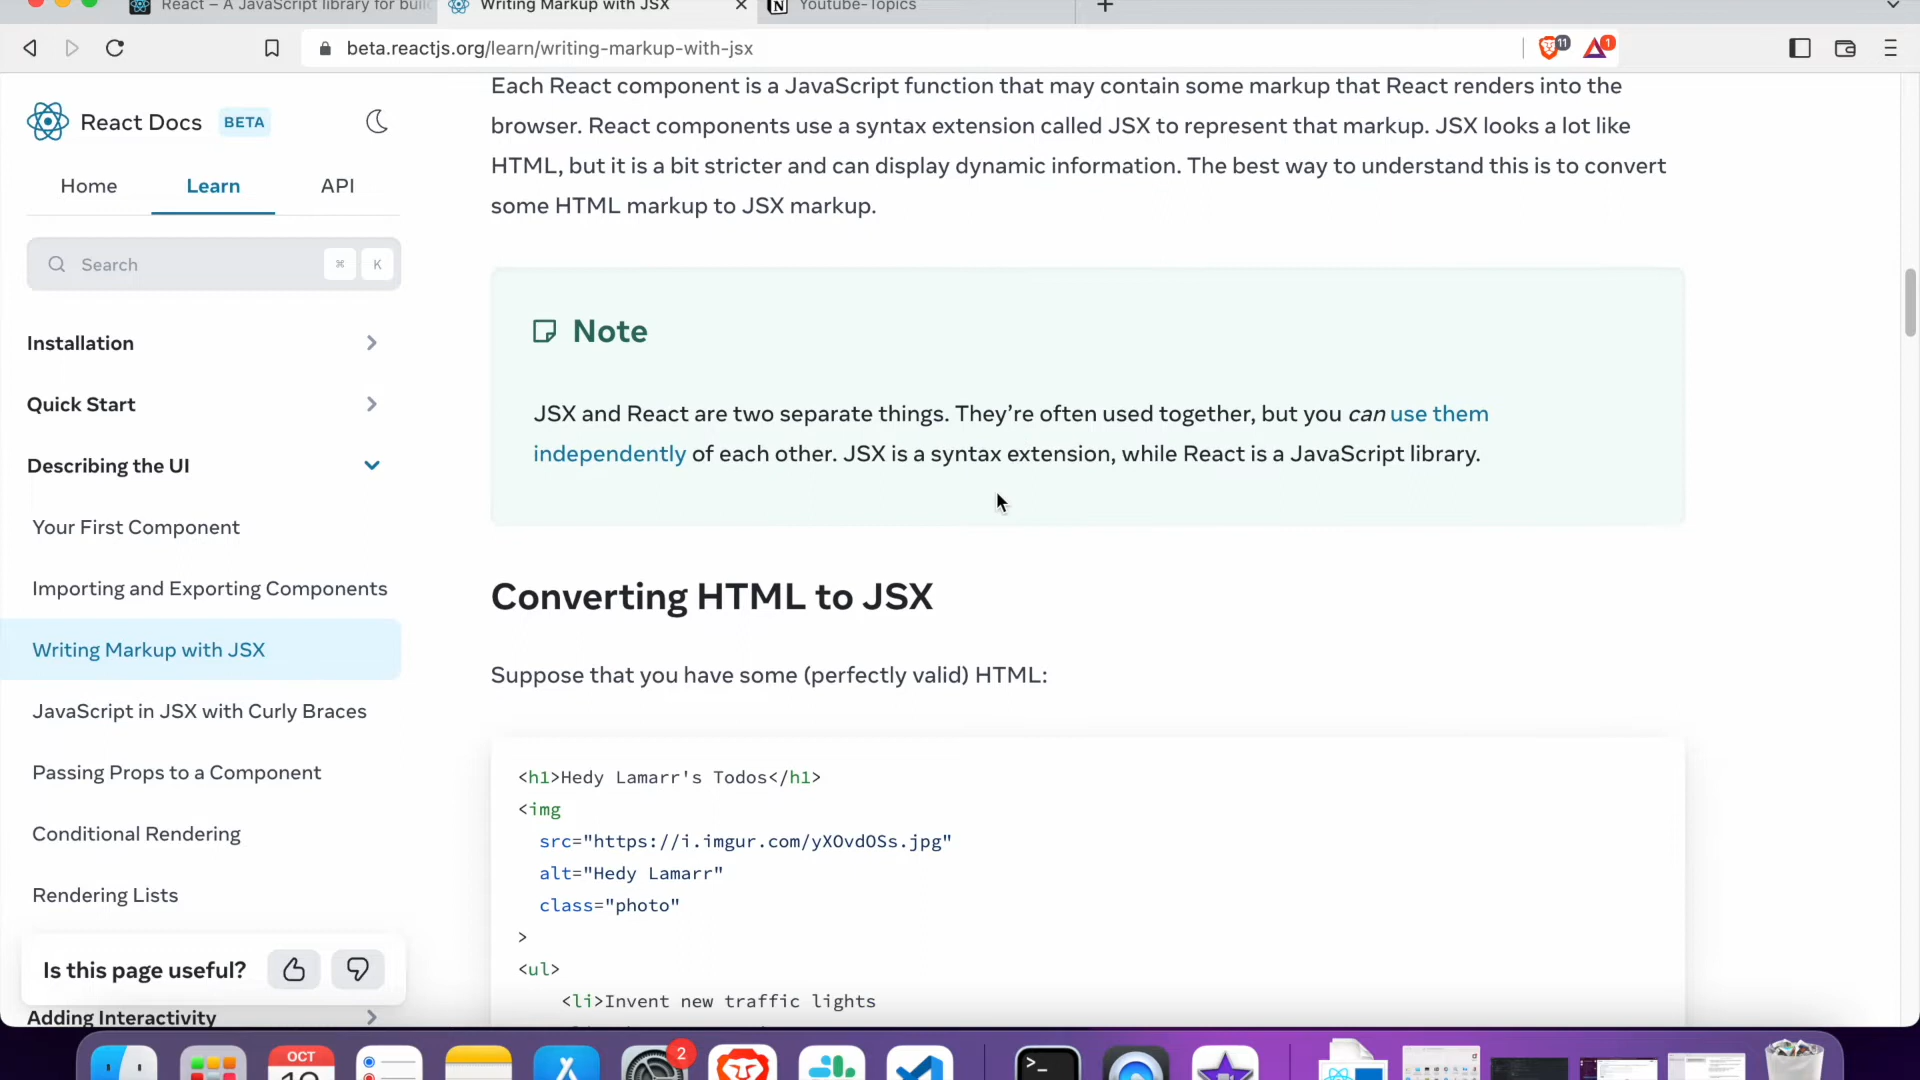 React – A JavaScript library for buil
Writing Markup with JSX
Youtube-Topics
beta.reactjs.org/learn/writing-markup-with-jsx
11
1
React Docs BETA
Home Learn API
Search ⌘ K
Installation
Quick Start
Describing the UI
Your First Component
Importing and Exporting Components
Writing Markup with JSX
JavaScript in JSX with Curly Braces
Passing Props to a Component
Conditional Rendering
Rendering Lists
Is this page useful?
Adding Interactivity
Each React component is a JavaScript function that may contain some markup that React renders into the
browser. React components use a syntax extension called JSX to represent that markup. JSX looks a lot like
HTML, but it is a bit stricter and can display dynamic information. The best way to understand this is to convert
some HTML markup to JSX markup.
Note
JSX and React are two separate things. They’re often used together, but you can use them
independently of each other. JSX is a syntax extension, while React is a JavaScript library.
Converting HTML to JSX
Suppose that you have some (perfectly valid) HTML:
<h1>Hedy Lamarr's Todos</h1>
<img
src="https://i.imgur.com/yXOvdOSs.jpg"
alt="Hedy Lamarr"
class="photo"
>
<ul>
<li>Invent new traffic lights
OCT
2
>_